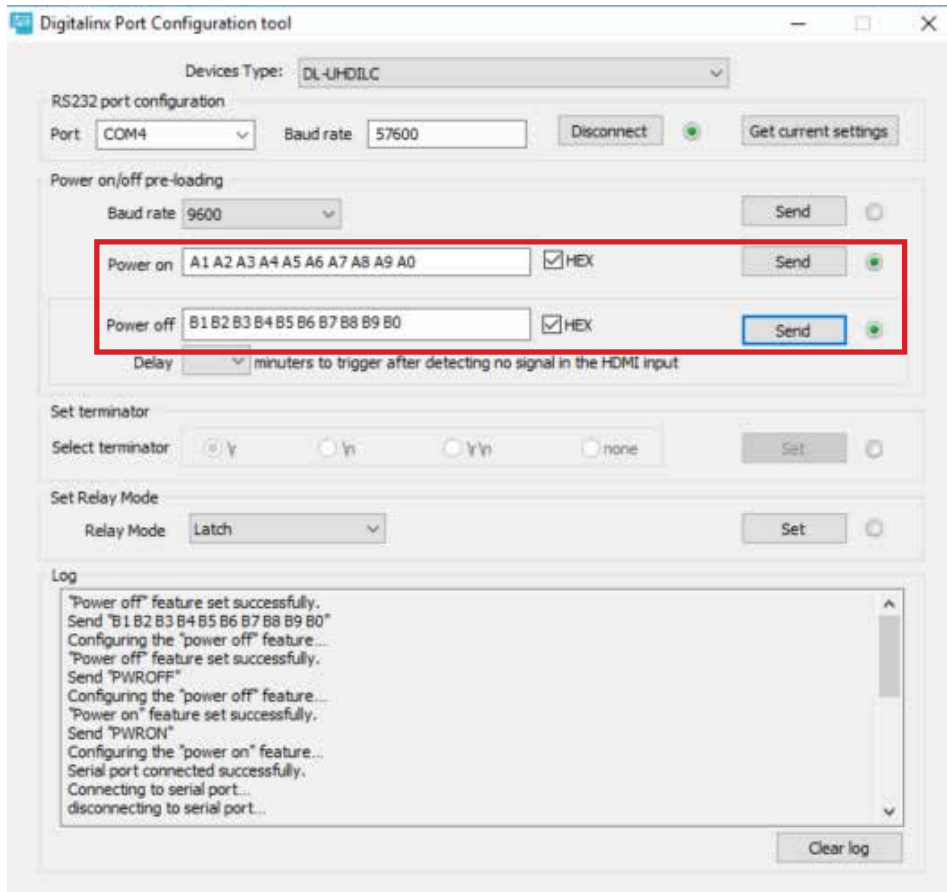 Digitalinx Port Configuration tool
Devices Type: DL-UHDILC
RS232 port configuration
Port COM4 Baud rate 57600 Disconnect Get current settings
Power on/off pre-loading
Baud rate 9600 Send
Power on A1 A2 A3 A4 A5 A6 A7 A8 A9 A0 HEX Send
Power off B1 B2 B3 B4 B5 B6 B7 B8 B9 B0 HEX Send
Delay minuters to trigger after detecting no signal in the HDMI input
Set terminator
Select terminator \r \n \r\n none Set
Set Relay Mode
Relay Mode Latch Set
Log
"Power off" feature set successfully.
Send "B1 B2 B3 B4 B5 B6 B7 B8 B9 B0"
Configuring the "power off" feature...
"Power off" feature set successfully.
Send "PWROFF"
Configuring the "power off" feature...
"Power on" feature set successfully.
Send "PWRON"
Configuring the "power on" feature...
Serial port connected successfully.
Connecting to serial port...
disconnecting to serial port...
Clear log